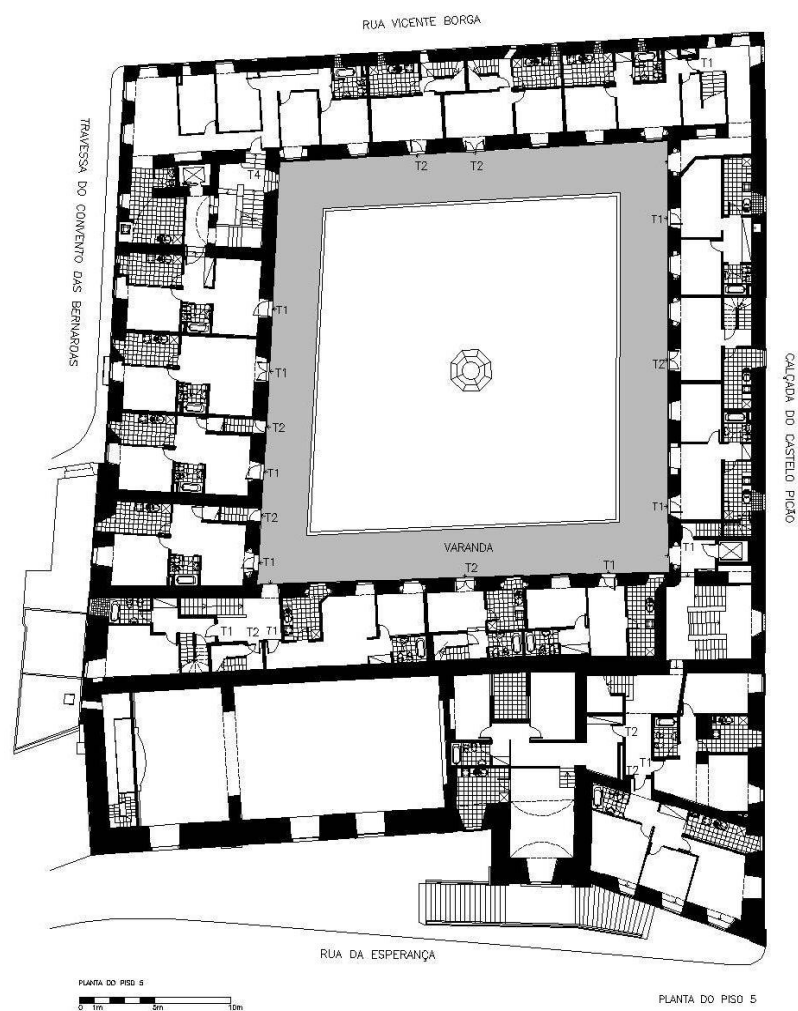 RUA VICENTE BORGA
T1
TRAVESSA DO CONVENTO DAS BERNARDAS
T4
T2
T2
T1
T1
T1
T2
CALÇADA DO CASTELO PICÃO
T2
T1
T2
T1
T1
VARANDA
T1
T2
T1
T1
T2
T1
T2
T1
T2
RUA DA ESPERANÇA
PLANTA DO PISO 5
0 1m 5m 10m
PLANTA DO PISO 5